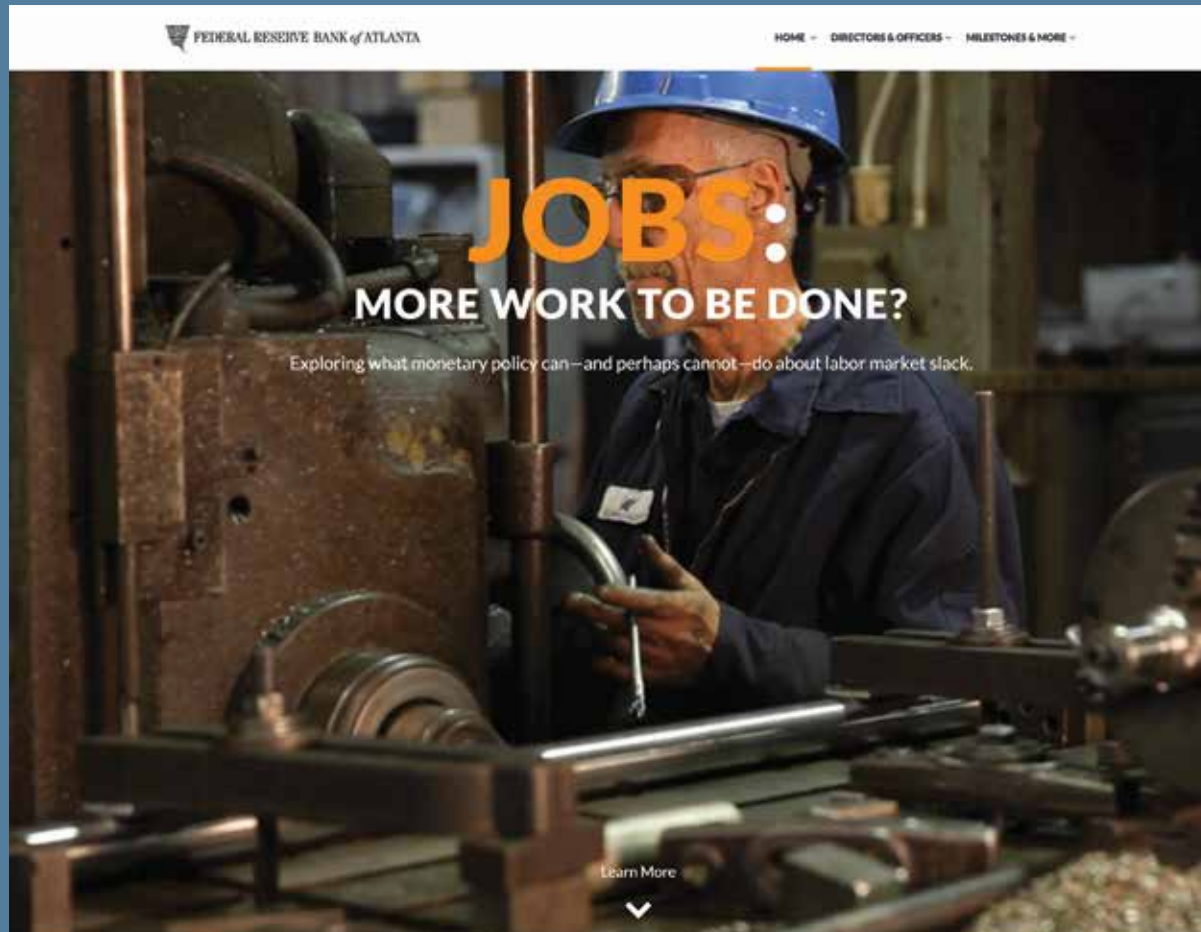 FEDERAL RESERVE BANK of ATLANTA
HOME DIRECTORS & OFFICERS MILESTONES & MORE
JOBS:
MORE WORK TO BE DONE?
Exploring what monetary policy can—and perhaps cannot—do about labor market slack.
Learn More